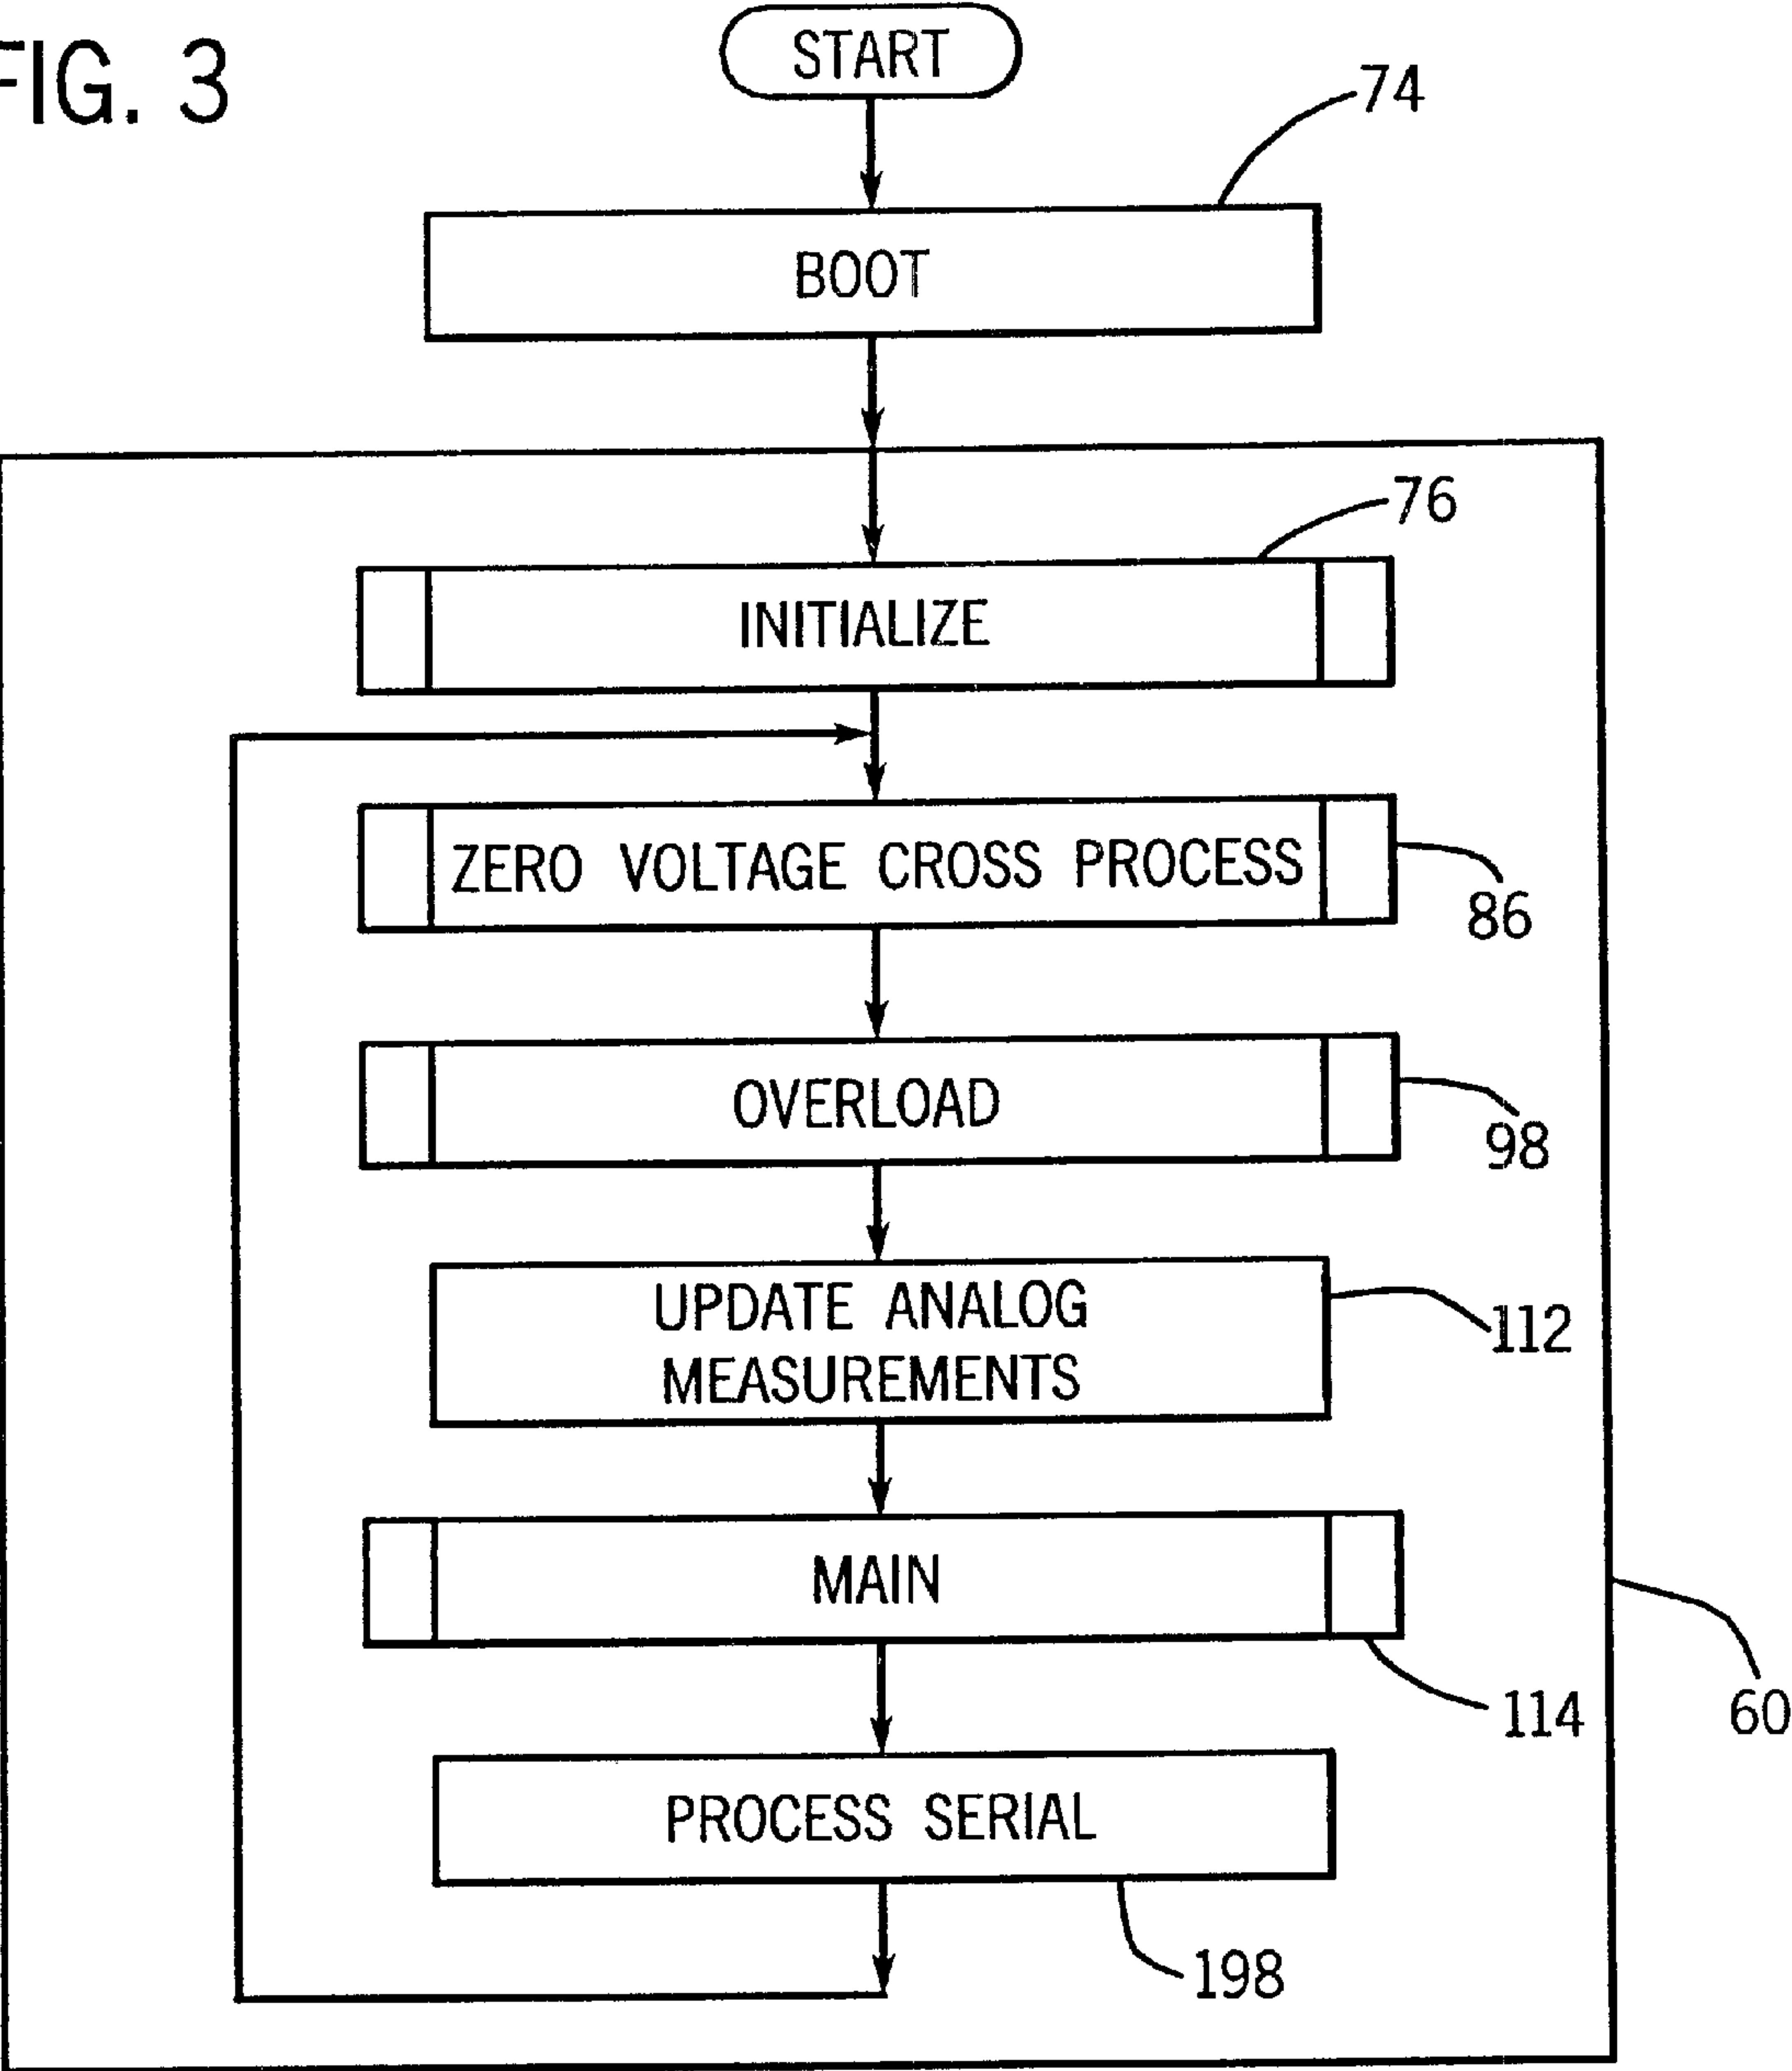 FIG. 3
START
74
BOOT
76
INITIALIZE
ZERO VOLTAGE CROSS PROCESS
86
OVERLOAD
98
UPDATE ANALOG
MEASUREMENTS
112
MAIN
114
60
PROCESS SERIAL
198